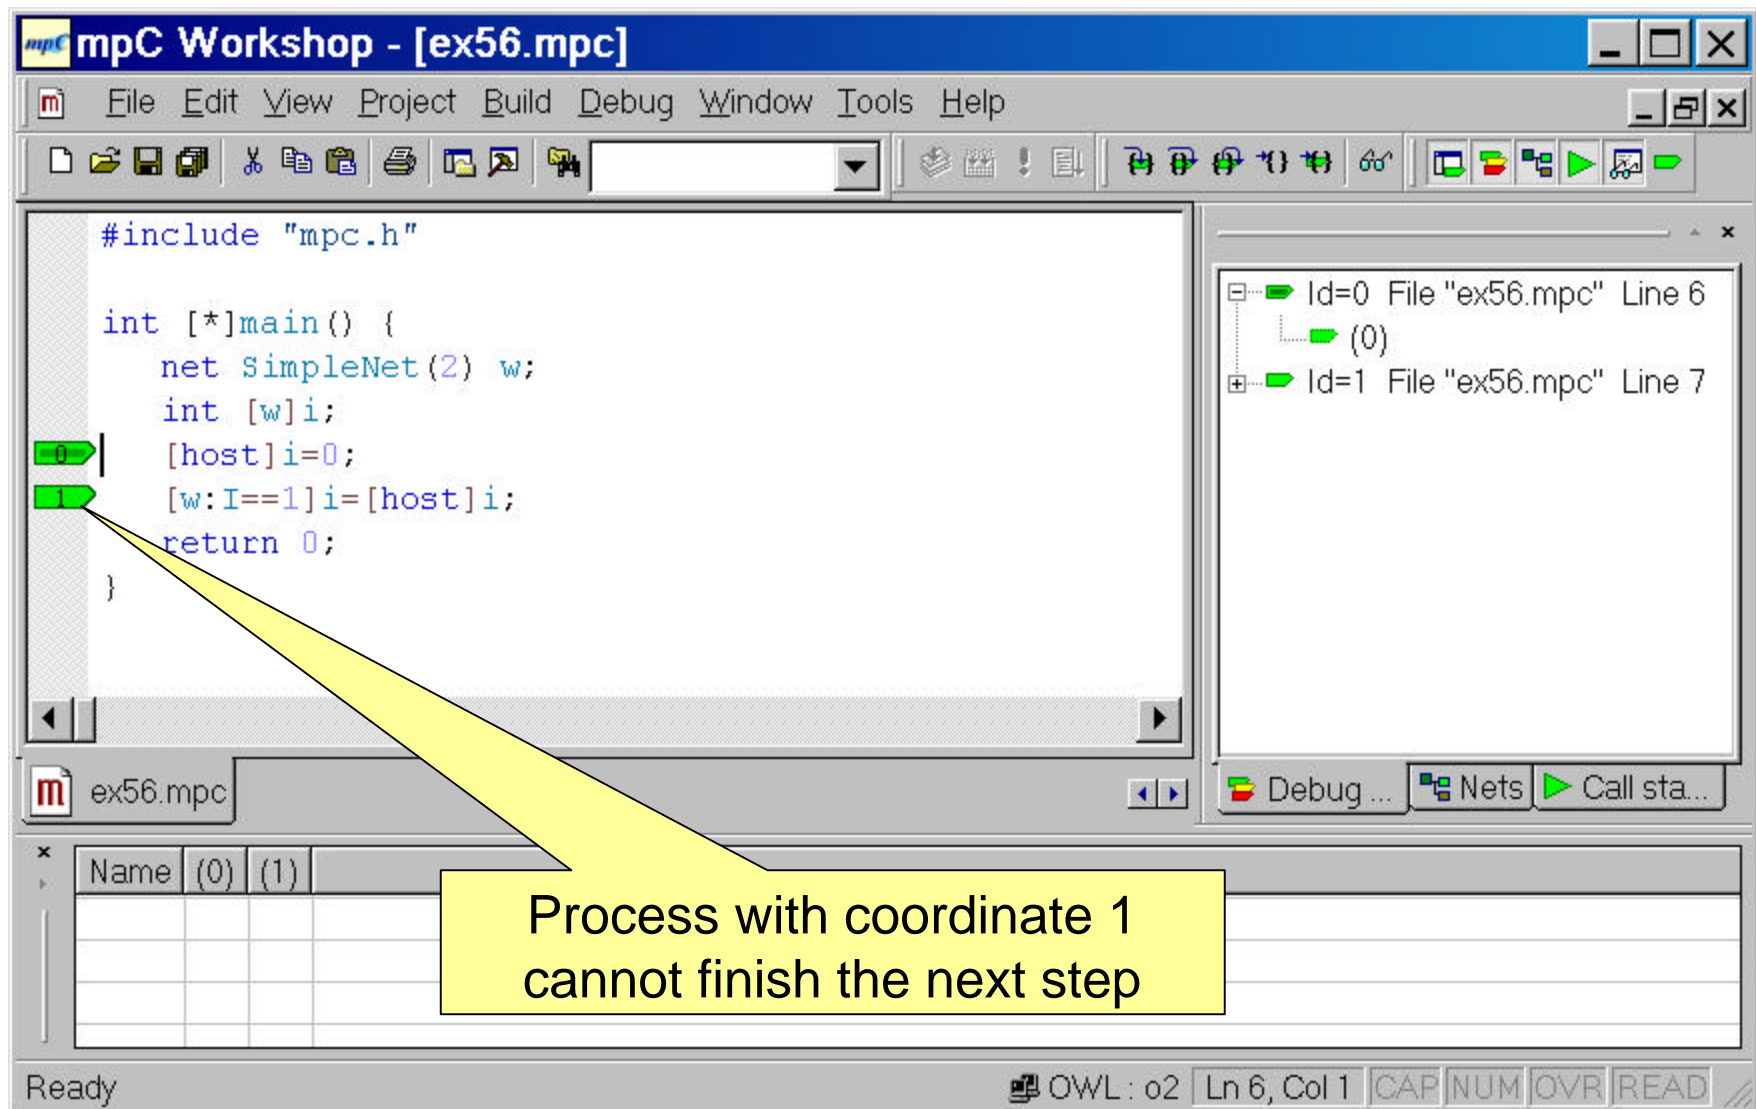 mpC mpC Workshop - [ex56.mpc]
m File Edit View Project Build Debug Window Tools Help
#include "mpc.h"
int [*]main() {
net SimpleNet(2) w;
int [w]i;
0 [host]i=0;
1 [w:I==1]i=[host]i;
return 0;
}
Id=0 File "ex56.mpc" Line 6
(0)
Id=1 File "ex56.mpc" Line 7
m ex56.mpc
Debug ... Nets Call sta...
Name (0) (1)
Process with coordinate 1
cannot finish the next step
Ready OWL : o2 Ln 6, Col 1 CAP NUM OVR READ